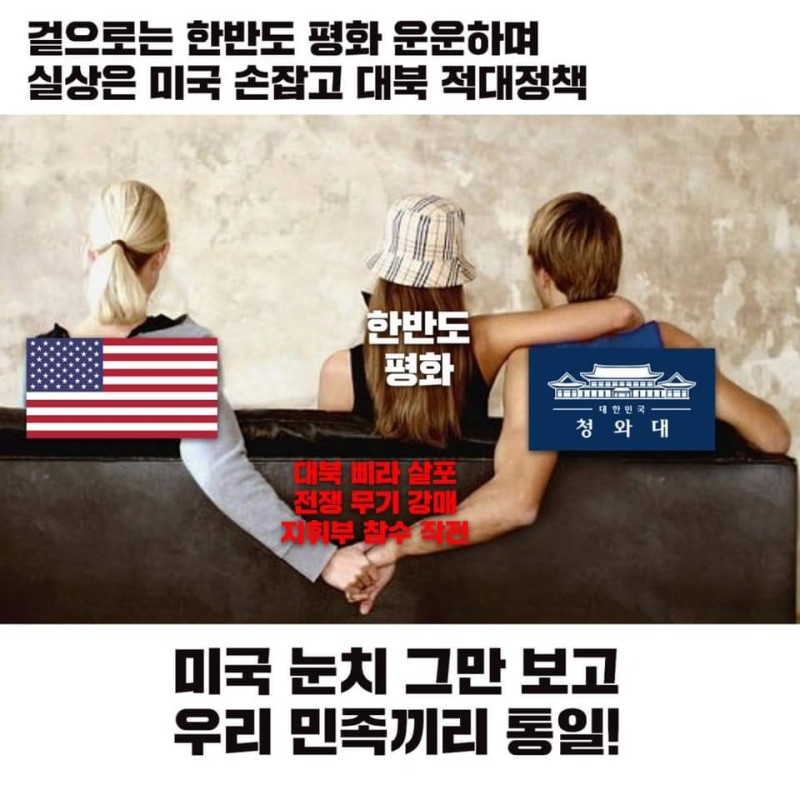 겉으로는 한반도 평화 운운하며
실상은 미국 손잡고 대북 적대정책
한반도
평화
대한민국
청와대
대북 삐라 살포
전쟁 무기 강매
지휘부 참수 작전
미국 눈치 그만 보고
우리 민족끼리 통일!